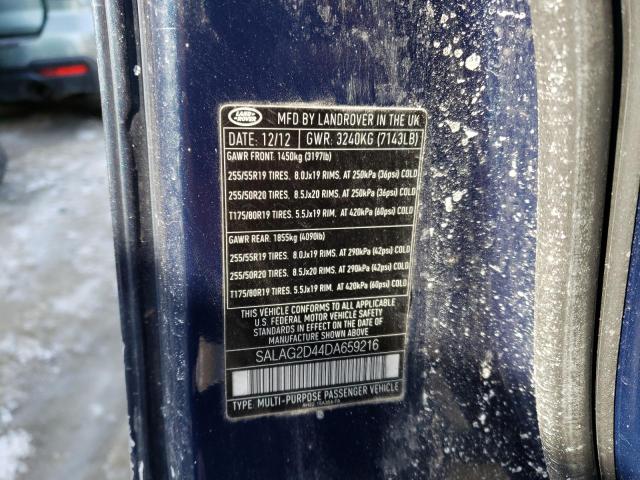 LAND ROVER
MFD BY LANDROVER IN THE UK
DATE: 12/12 GWR: 3240KG (7143LB)
GAWR FRONT: 1450kg (3197lb)
255/55R19 TIRES. 8.0Jx19 RIMS, AT 250kPa (36psi) COLD
255/50R20 TIRES. 8.5Jx20 RIMS, AT 250kPa (36psi) COLD
T175/80R19 TIRES. 5.5Jx19 RIM, AT 420kPa (60psi) COLD
GAWR REAR: 1855kg (4090lb)
255/55R19 TIRES. 8.0Jx19 RIMS, AT 290kPa (42psi) COLD
255/50R20 TIRES. 8.5Jx20 RIMS, AT 290kPa (42psi) COLD
T175/80R19 TIRES. 5.5Jx19 RIM, AT 420kPa (60psi) COLD
THIS VEHICLE CONFORMS TO ALL APPLICABLE
U.S. FEDERAL MOTOR VEHICLE SAFETY
STANDARDS IN EFFECT ON THE DATE OF
MANUFACTURE SHOWN ABOVE.
SALAG2D44DA659216
TYPE: MULTI-PURPOSE PASSENGER VEHICLE